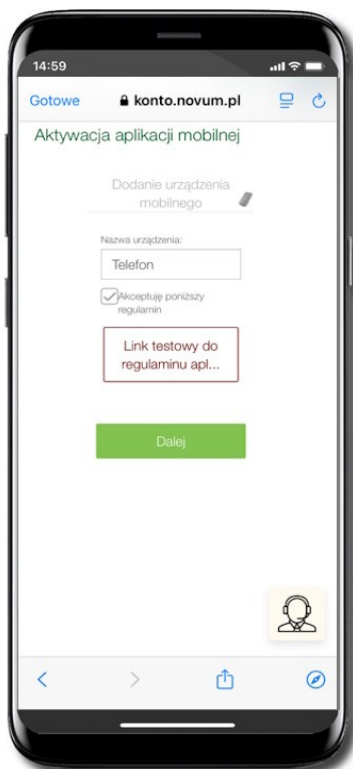 14:59
Gotowe
konto.novum.pl
Aktywacja aplikacji mobilnej
Dodanie urządzenia
mobilnego
Nazwa urządzenia:
Telefon
Akceptuję poniższy
regulamin
Link testowy do
regulaminu apl...
Dalej